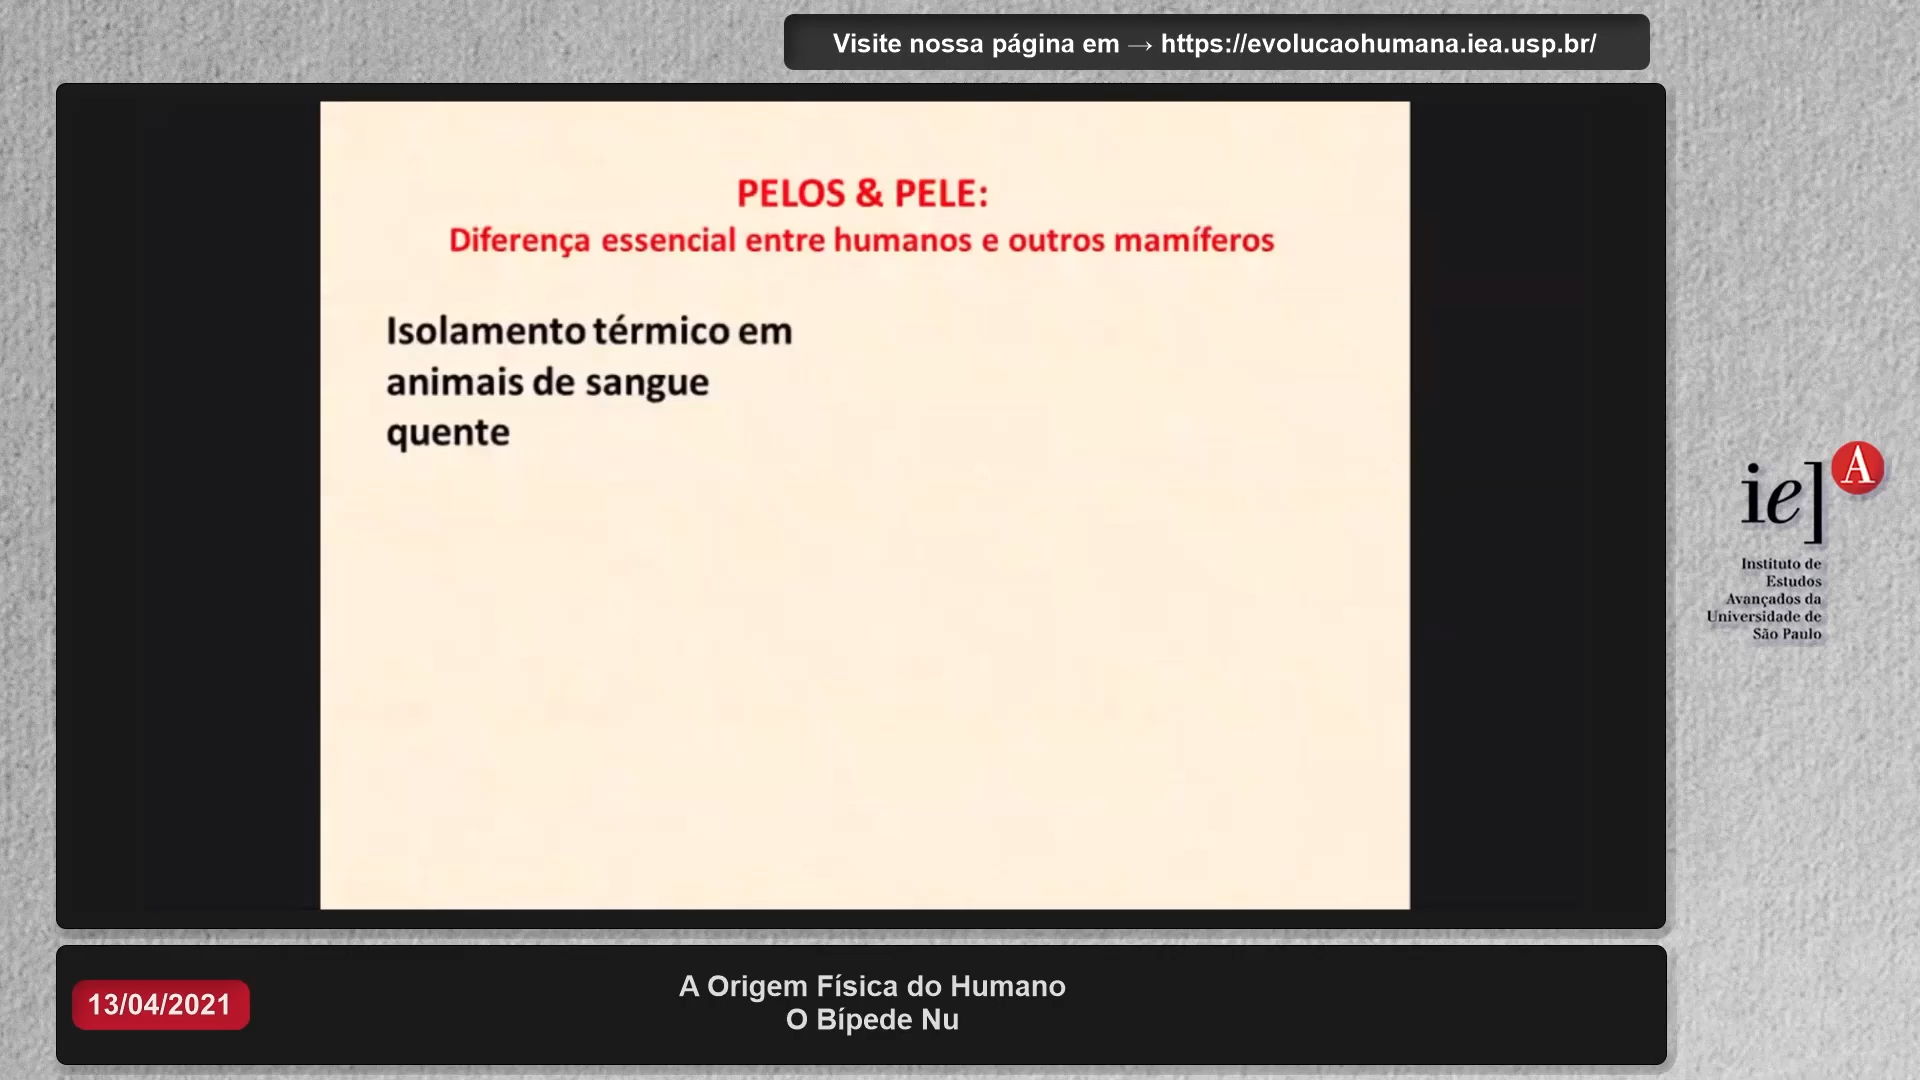 Visite nossa página em → https://evolucaohumana.iea.usp.br/
PELOS & PELE:
Diferença essencial entre humanos e outros mamíferos
Isolamento térmico em
animais de sangue
quente
ie] A
Instituto de
Estudos
Avançados da
Universidade de
São Paulo
13/04/2021
A Origem Física do Humano
O Bípede Nu